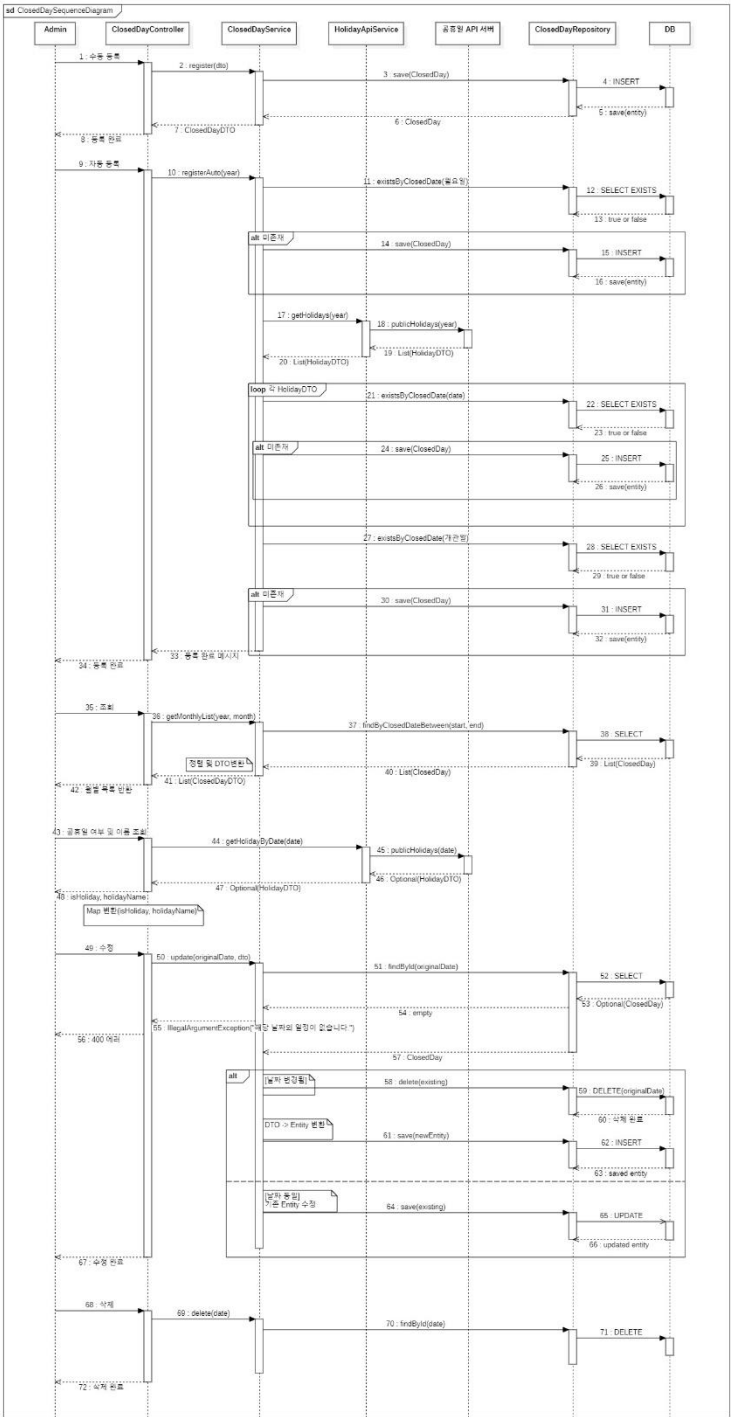 sd ClosedDaySequenceDiagram
Admin
ClosedDayController
ClosedDayService
HolidayApiService
공휴일 API 서버
ClosedDayRepository
DB
1 : 수동 등록
2 : register(dto)
3 : save(ClosedDay)
4 : INSERT
5 : save(entity)
6 : ClosedDay
7 : ClosedDayDTO
8 : 등록 완료
9 : 자동 등록
10 : registerAuto(year)
11 : existsByClosedDate(월요일)
12 : SELECT EXISTS
13 : true or false
alt 미존재
14 : save(ClosedDay)
15 : INSERT
16 : save(entity)
17 : getHolidays(year)
18 : publicHolidays(year)
19 : List(HolidayDTO)
20 : List(HolidayDTO)
loop 각 HolidayDTO
21 : existsByClosedDate(date)
22 : SELECT EXISTS
23 : true or false
alt 미존재
24 : save(ClosedDay)
25 : INSERT
26 : save(entity)
27 : existsByClosedDate(개관일)
28 : SELECT EXISTS
29 : true or false
alt 미존재
30 : save(ClosedDay)
31 : INSERT
32 : save(entity)
33 : 등록 완료 메시지
34 : 등록 완료
35 : 조회
36 : getMonthlyList(year, month)
37 : findByClosedDateBetween(start, end)
38 : SELECT
39 : List(ClosedDay)
40 : List(ClosedDay)
정렬 및 DTO변환
41 : List(ClosedDayDTO)
42 : 월별 목록 반환
43 : 공휴일 여부 및 이름 조회
44 : getHolidayByDate(date)
45 : publicHolidays(date)
46 : Optional(HolidayDTO)
47 : Optional(HolidayDTO)
48 : isHoliday, holidayName
Map 변환(isHoliday, holidayName)
49 : 수정
50 : update(originalDate, dto)
51 : findById(originalDate)
52 : SELECT
53 : Optional(ClosedDay)
54 : empty
55 : IllegalArgumentException("해당 날짜의 일정이 없습니다.")
56 : 400 에러
57 : ClosedDay
alt
[날짜 변경됨]
58 : delete(existing)
59 : DELETE(originalDate)
60 : 삭제 완료
DTO -> Entity 변환
61 : save(newEntity)
62 : INSERT
63 : saved entity
[날짜 동일]
기존 Entity 수정
64 : save(existing)
65 : UPDATE
66 : updated entity
67 : 수정 완료
68 : 삭제
69 : delete(date)
70 : findById(date)
71 : DELETE
72 : 삭제 완료